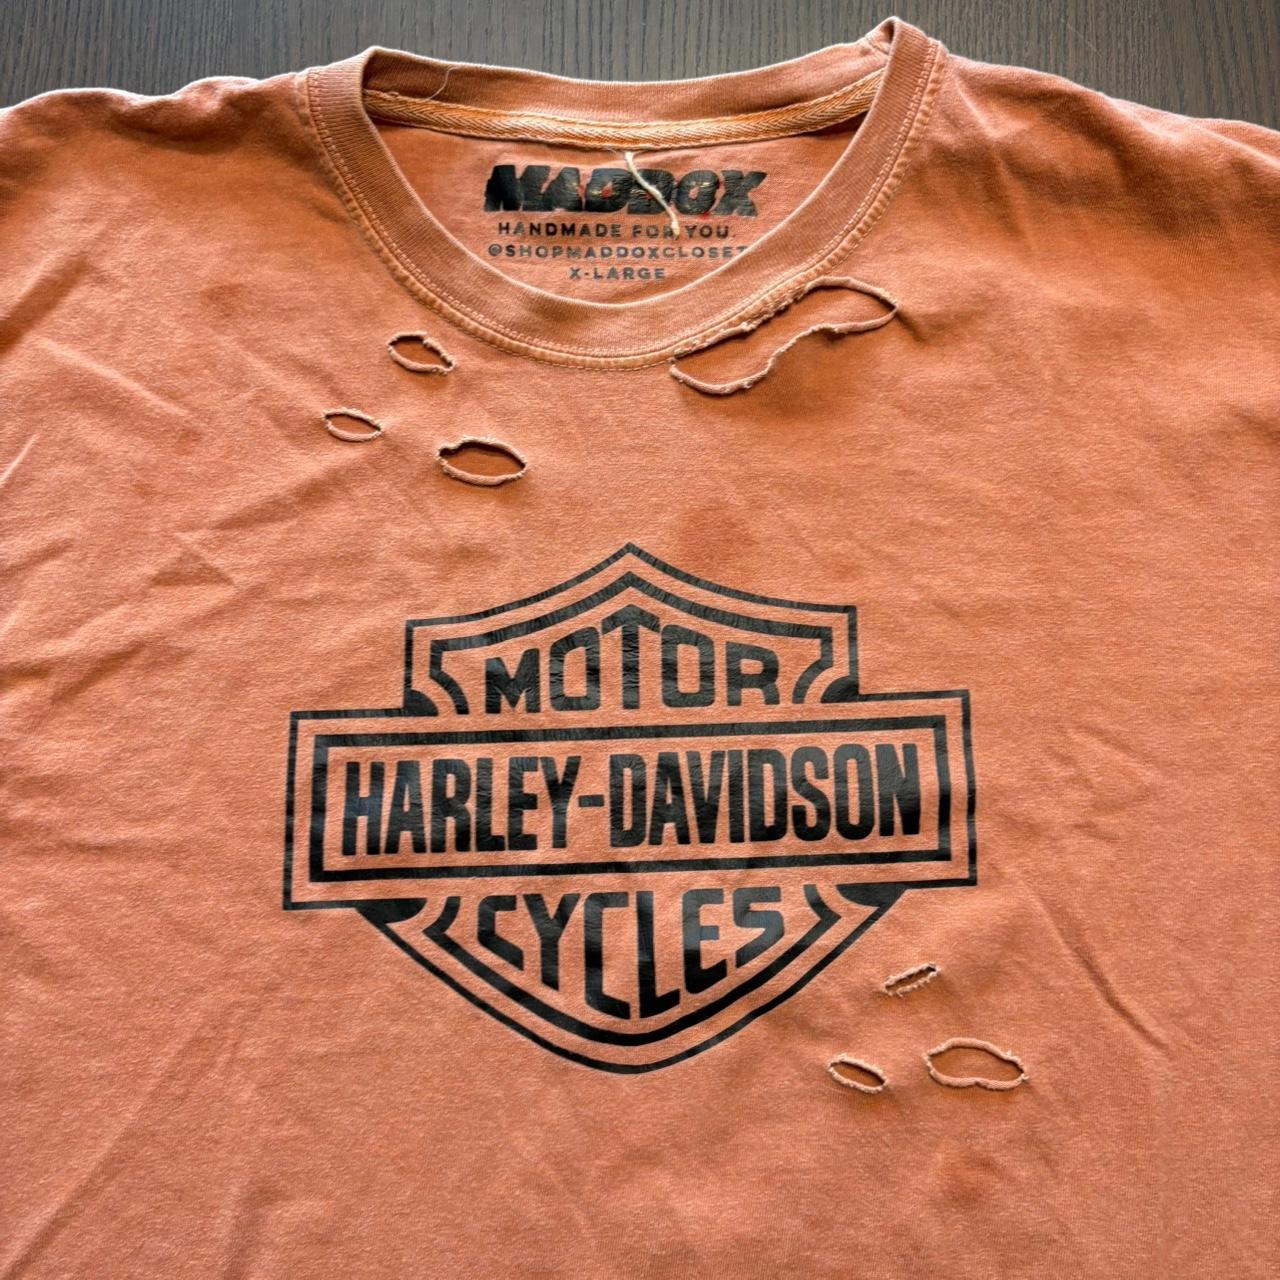 MADDOX
HANDMADE FOR YOU.
@SHOPMADDOXCLOSET
X-LARGE
MOTOR
HARLEY-DAVIDSON
CYCLES